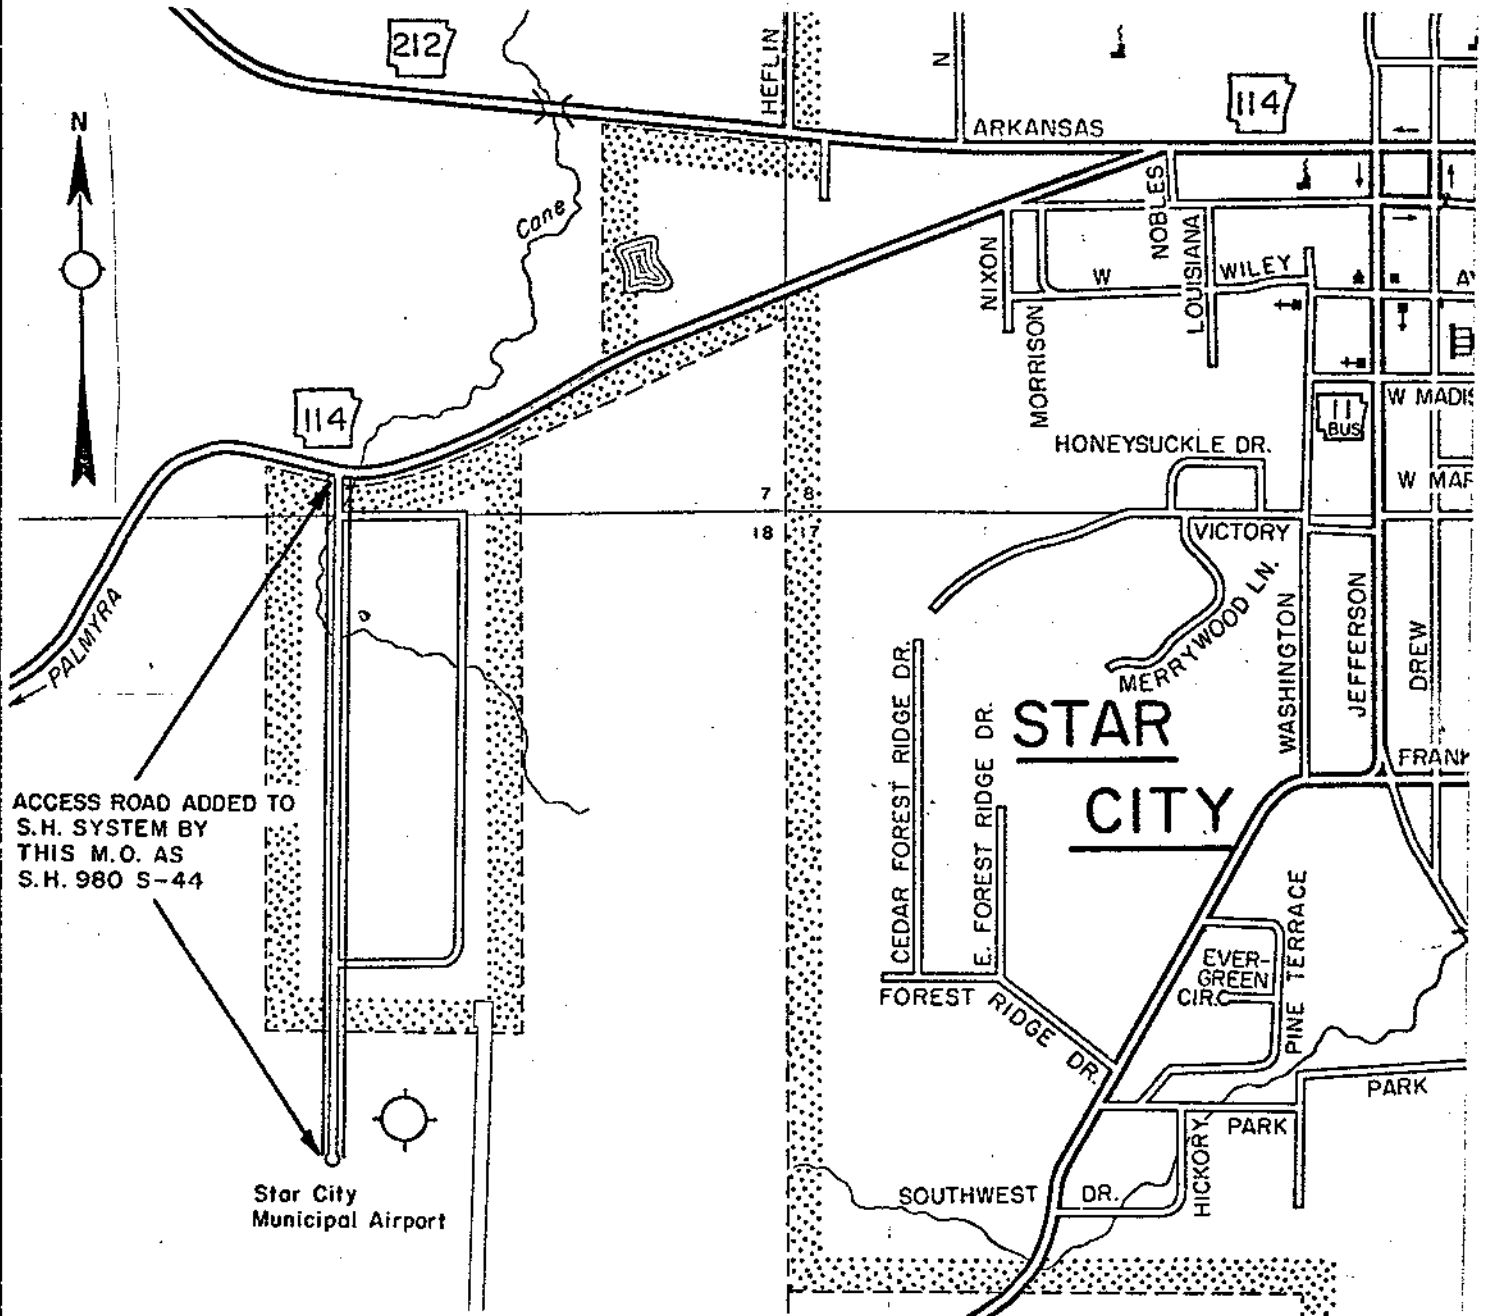 212
HEFLIN
N
114
ARKANSAS
N
Cane
NOBLES
NIXON
W
LOUISIANA
WILEY
MORRISON
114
11
BUS
W MADIS
HONEYSUCKLE DR.
W MAR
7
8
18
17
VICTORY
PALMYRA
MERRYWOOD LN.
WASHINGTON
JEFFERSON
DREW
CEDAR FOREST RIDGE DR.
E. FOREST RIDGE DR.
STAR
CITY
FRANK
ACCESS ROAD ADDED TO
S.H. SYSTEM BY
THIS M.O. AS
S.H. 980 S-44
EVER-
GREEN
CIR.
PINE TERRACE
FOREST RIDGE DR.
PARK
PARK
HICKORY
SOUTHWEST DR.
Star City
Municipal Airport